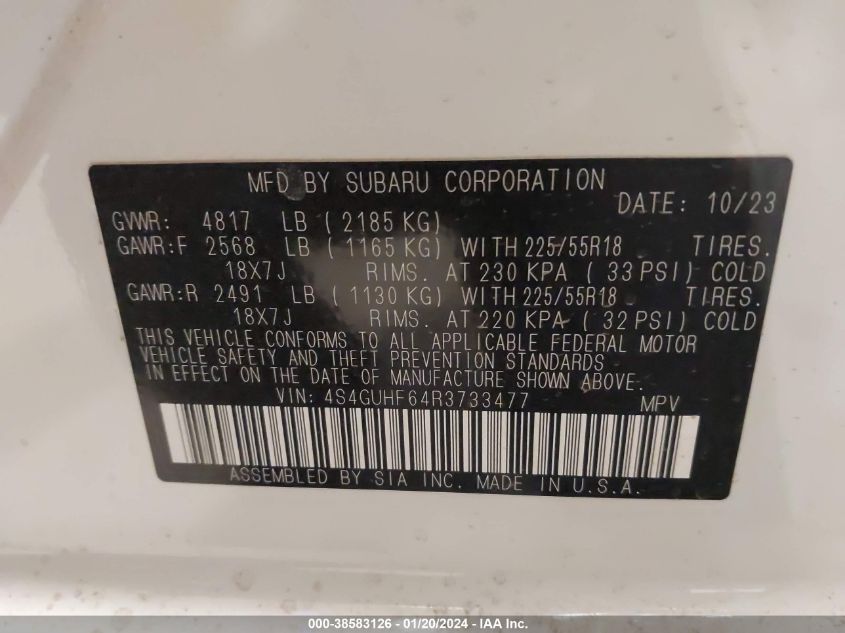 MFD BY SUBARU CORPORATION
DATE: 10/23
GVWR: 4817 LB ( 2185 KG)
GAWR:F 2568 LB ( 1165 KG) WITH 225/55R18 TIRES.
18X7J RIMS. AT 230 KPA ( 33 PSI) COLD
GAWR:R 2491 LB ( 1130 KG) WITH 225/55R18 TIRES.
18X7J RIMS. AT 220 KPA ( 32 PSI) COLD
THIS VEHICLE CONFORMS TO ALL APPLICABLE FEDERAL MOTOR
VEHICLE SAFETY AND THEFT PREVENTION STANDARDS
IN EFFECT ON THE DATE OF MANUFACTURE SHOWN ABOVE.
VIN: 4S4GUHF64R3733477 MPV
ASSEMBLED BY SIA INC. MADE IN U.S.A.
000-38583126 - 01/20/2024 - IAA Inc.